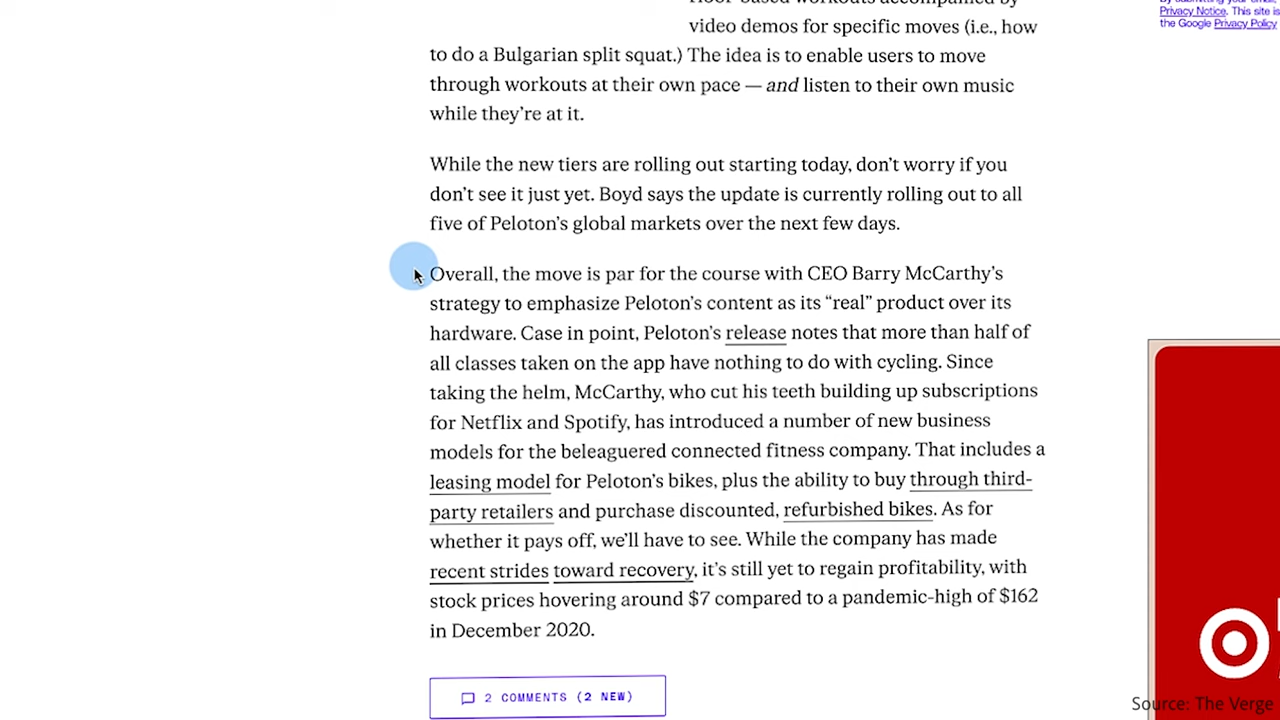 video demos for specific moves (i.e., how
to do a Bulgarian split squat.) The idea is to enable users to move
through workouts at their own pace — and listen to their own music
while they’re at it.
While the new tiers are rolling out starting today, don’t worry if you
don’t see it just yet. Boyd says the update is currently rolling out to all
five of Peloton’s global markets over the next few days.
Overall, the move is par for the course with CEO Barry McCarthy’s
strategy to emphasize Peloton’s content as its “real” product over its
hardware. Case in point, Peloton’s release notes that more than half of
all classes taken on the app have nothing to do with cycling. Since
taking the helm, McCarthy, who cut his teeth building up subscriptions
for Netflix and Spotify, has introduced a number of new business
models for the beleaguered connected fitness company. That includes a
leasing model for Peloton’s bikes, plus the ability to buy through third-
party retailers and purchase discounted, refurbished bikes. As for
whether it pays off, we’ll have to see. While the company has made
recent strides toward recovery, it’s still yet to regain profitability, with
stock prices hovering around $7 compared to a pandemic-high of $162
in December 2020.
2 COMMENTS (2 NEW)
Privacy Notice. This site is
the Google Privacy Policy
Source: The Verge